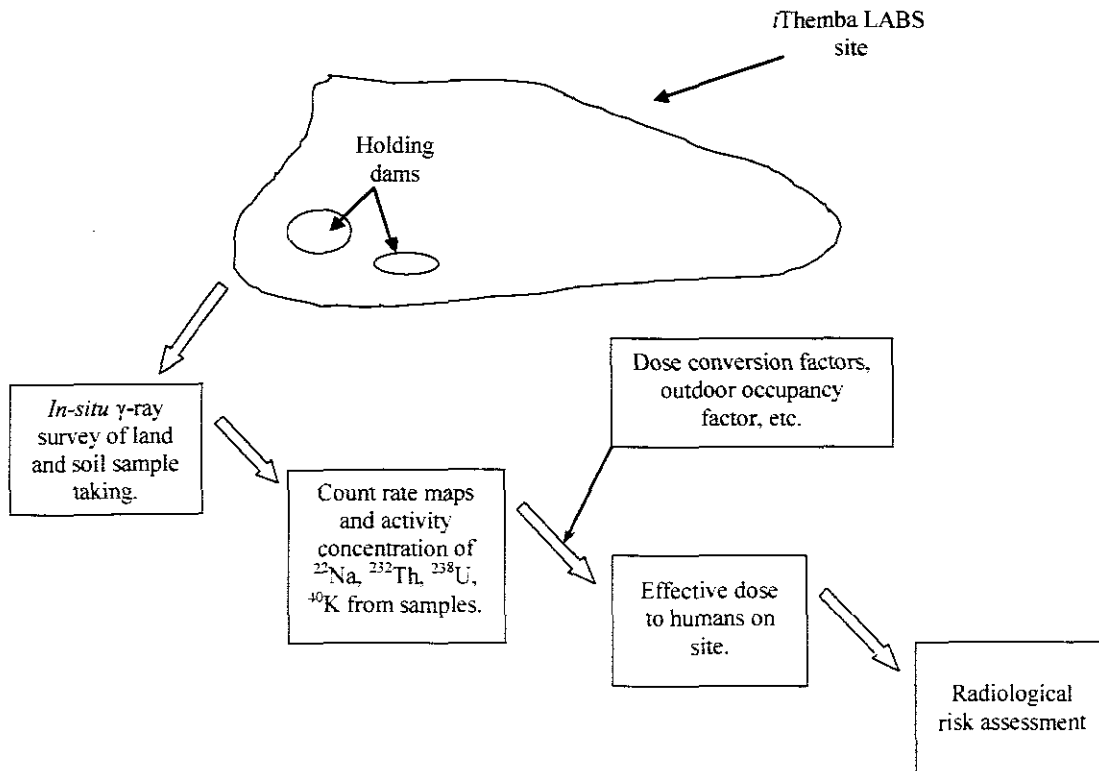 iThemba LABS
site
Holding
dams
In-situ γ-ray
survey of land
and soil sample
taking.
Dose conversion factors,
outdoor occupancy
factor, etc.
Count rate maps
and activity
concentration of
²²Na, ²³²Th, ²³⁸U,
⁴⁰K from samples.
Effective dose
to humans on
site.
Radiological
risk assessment